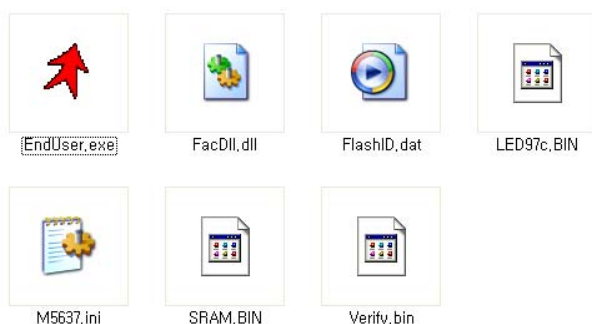 EndUser,exe
FacDll,dll
FlashID,dat
LED97c,BIN
M5637,ini
SRAM,BIN
Verify,bin